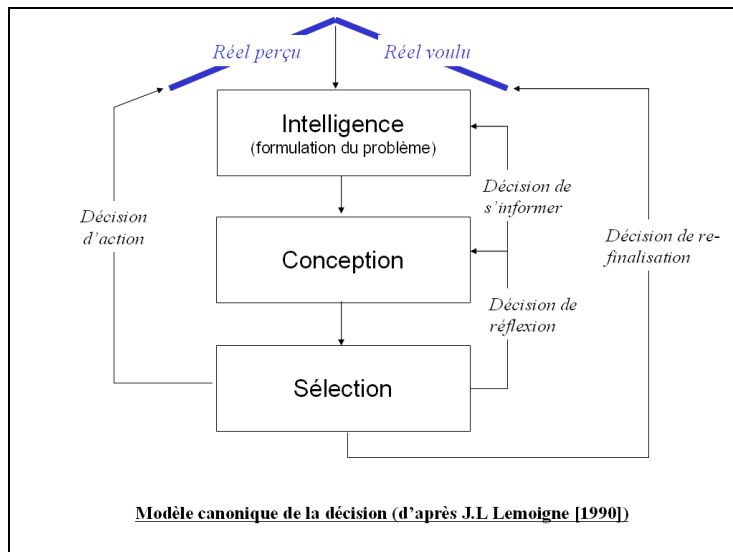 Réel perçu
Réel voulu
Intelligence
(formulation du problème)
Décision de
s'informer
Décision
d'action
Décision de re-
finalisation
Conception
Décision de
réflexion
Sélection
Modèle canonique de la décision (d'après J.L Lemoigne [1990])